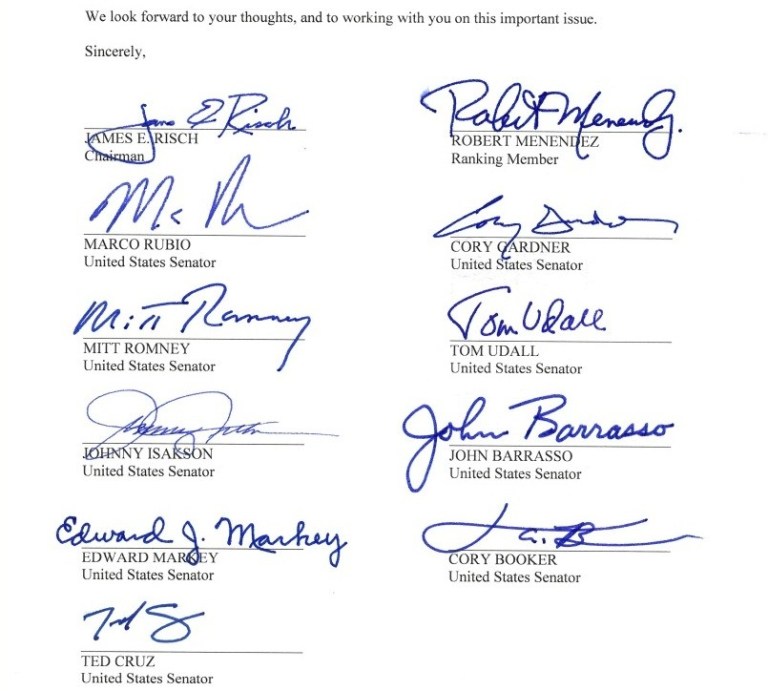 We look forward to your thoughts, and to working with you on this important issue.
Sincerely,
James E Risch
JAMES E. RISCH
Chairman
Robert Menendez
ROBERT MENENDEZ
Ranking Member
MARCO RUBIO
United States Senator
Cory Gardner
CORY GARDNER
United States Senator
Mitt Romney
MITT ROMNEY
United States Senator
Tom Udall
TOM UDALL
United States Senator
JOHNNY ISAKSON
United States Senator
John Barrasso
JOHN BARRASSO
United States Senator
Edward J. Markey
EDWARD MARKEY
United States Senator
CORY BOOKER
United States Senator
TED CRUZ
United States Senator